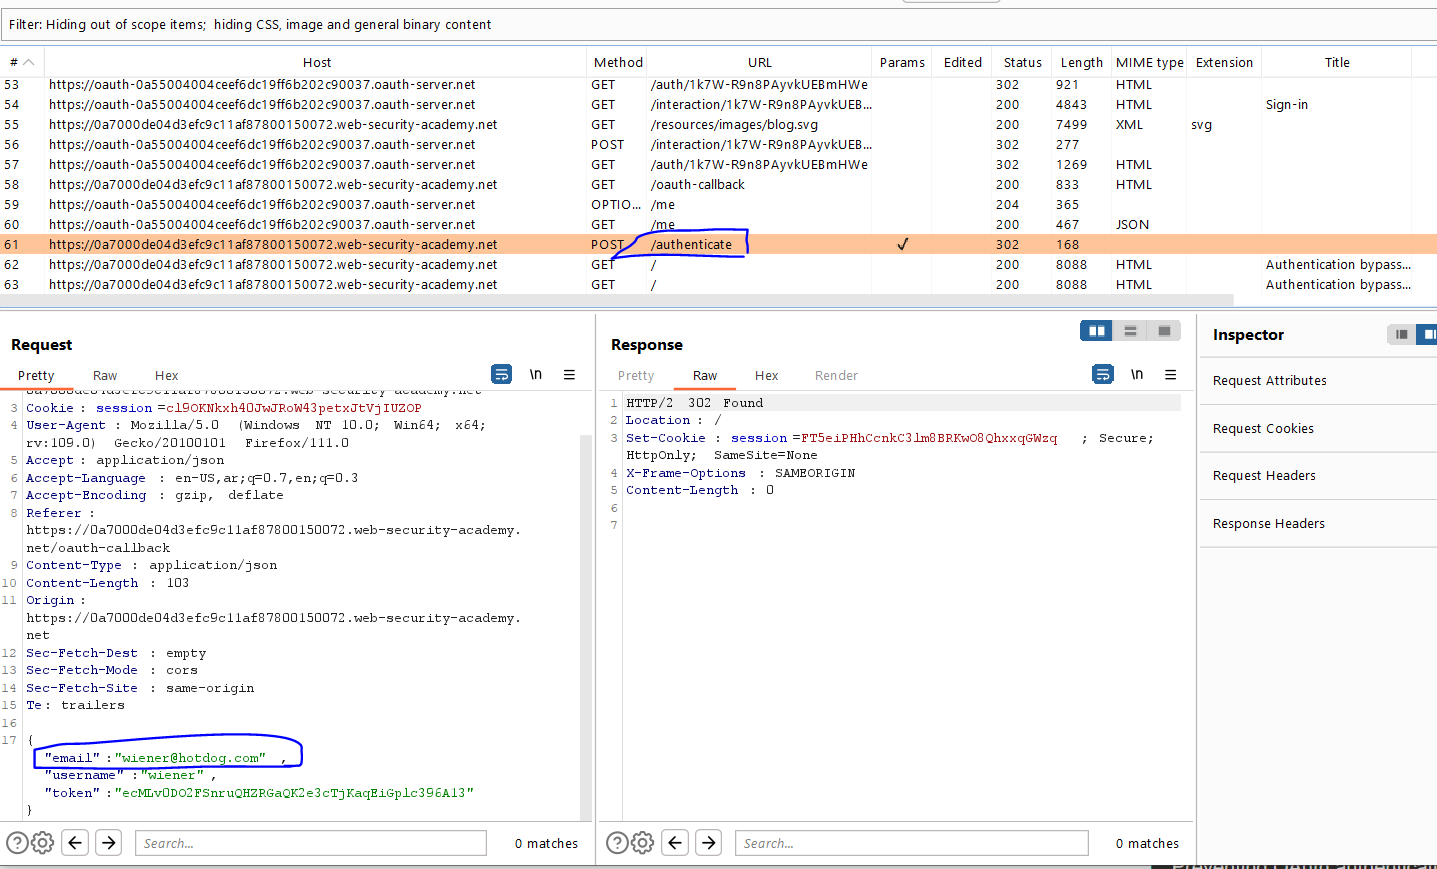 Filter: Hiding out of scope items; hiding CSS, image and general binary content
# Host Method URL Params Edited Status Length MIME type Extension Title
53 https://oauth-0a55004004ceef6dc19ff6b202c90037.oauth-server.net GET /auth/1k7W-R9n8PAyvkUEBmHWe 302 921 HTML
54 https://oauth-0a55004004ceef6dc19ff6b202c90037.oauth-server.net GET /interaction/1k7W-R9n8PAyvkUEB... 200 4843 HTML Sign-in
55 https://0a7000de04d3efc9c11af87800150072.web-security-academy.net GET /resources/images/blog.svg 200 7499 XML svg
56 https://oauth-0a55004004ceef6dc19ff6b202c90037.oauth-server.net POST /interaction/1k7W-R9n8PAyvkUEB... 302 277
57 https://oauth-0a55004004ceef6dc19ff6b202c90037.oauth-server.net GET /auth/1k7W-R9n8PAyvkUEBmHWe 302 1269 HTML
58 https://0a7000de04d3efc9c11af87800150072.web-security-academy.net GET /oauth-callback 200 833 HTML
59 https://oauth-0a55004004ceef6dc19ff6b202c90037.oauth-server.net OPTIO... /me 204 365
60 https://oauth-0a55004004ceef6dc19ff6b202c90037.oauth-server.net GET /me 200 467 JSON
61 https://0a7000de04d3efc9c11af87800150072.web-security-academy.net POST /authenticate ✓ 302 168
62 https://0a7000de04d3efc9c11af87800150072.web-security-academy.net GET / 200 8088 HTML Authentication bypass...
63 https://0a7000de04d3efc9c11af87800150072.web-security-academy.net GET / 200 8088 HTML Authentication bypass...
Request
Pretty Raw Hex \n
0a7000de04d3efc9c11af87800150072.web-security-academy.net
3 Cookie : session =cl9OKNkxh40JwJRoW43petxJtVjIUZOP
4 User-Agent : Mozilla/5.0 (Windows NT 10.0; Win64; x64;
rv:109.0) Gecko/20100101 Firefox/111.0
5 Accept : application/json
6 Accept-Language : en-US,ar;q=0.7,en;q=0.3
7 Accept-Encoding : gzip, deflate
8 Referer :
https://0a7000de04d3efc9c11af87800150072.web-security-academy.
net/oauth-callback
9 Content-Type : application/json
10 Content-Length : 103
11 Origin :
https://0a7000de04d3efc9c11af87800150072.web-security-academy.
net
12 Sec-Fetch-Dest : empty
13 Sec-Fetch-Mode : cors
14 Sec-Fetch-Site : same-origin
15 Te : trailers
16
17 {
"email" :"wiener@hotdog.com" ,
"username" :"wiener" ,
"token" :"ecMLv0DO2FSnruQHZRGaQK2e3cTjKaqEiGplc396A13"
}
Search... 0 matches
Response
Pretty Raw Hex Render \n
1 HTTP/2 302 Found
2 Location : /
3 Set-Cookie : session =FT5eiPHhCcnkC3lm8BRKwO8QhxxqGWzq ; Secure;
HttpOnly; SameSite=None
4 X-Frame-Options : SAMEORIGIN
5 Content-Length : 0
6
7
Search... 0 matches
Inspector
Request Attributes
Request Cookies
Request Headers
Response Headers